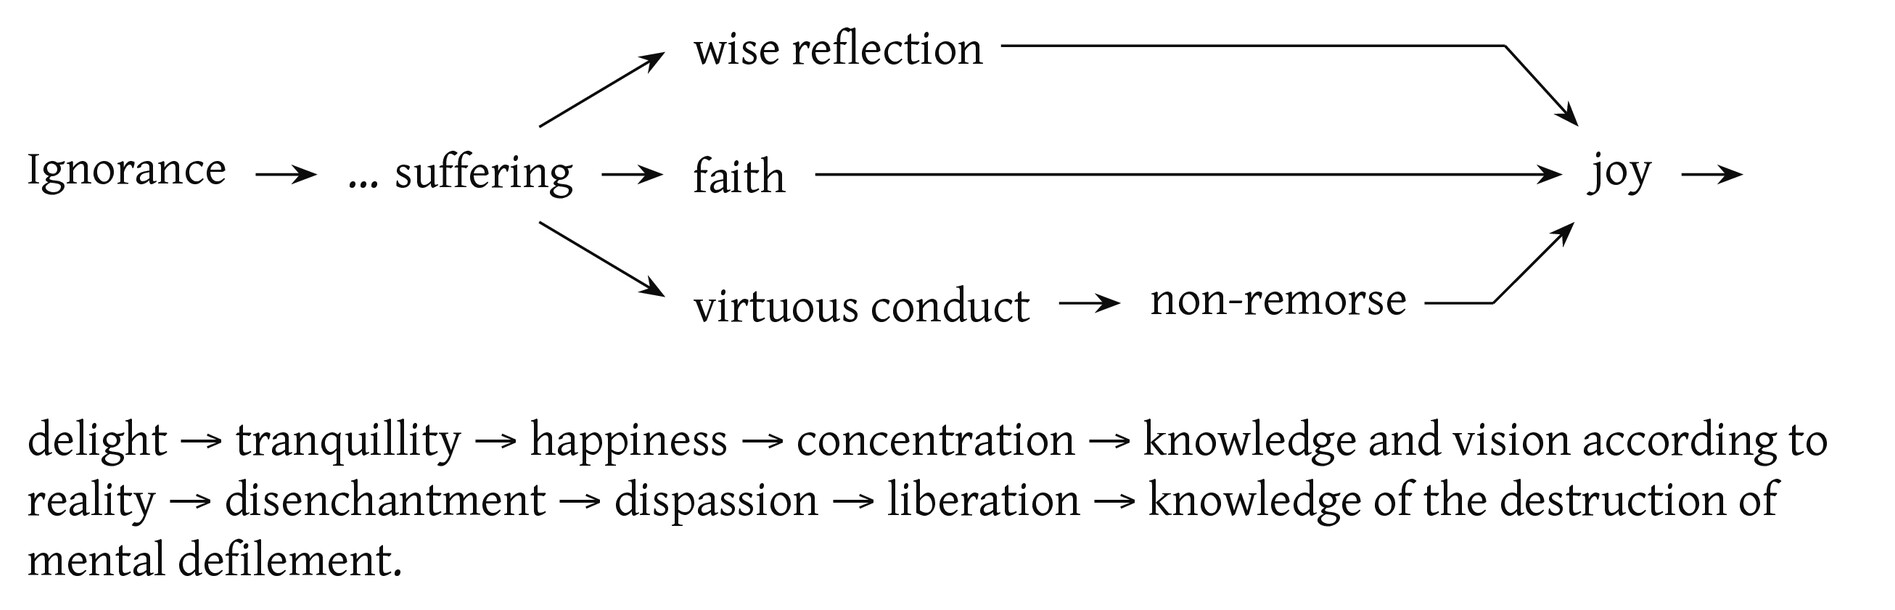 wise reflection
Ignorance → ... suffering → faith → joy →
virtuous conduct → non-remorse
delight → tranquillity → happiness → concentration → knowledge and vision according to
reality → disenchantment → dispassion → liberation → knowledge of the destruction of
mental defilement.